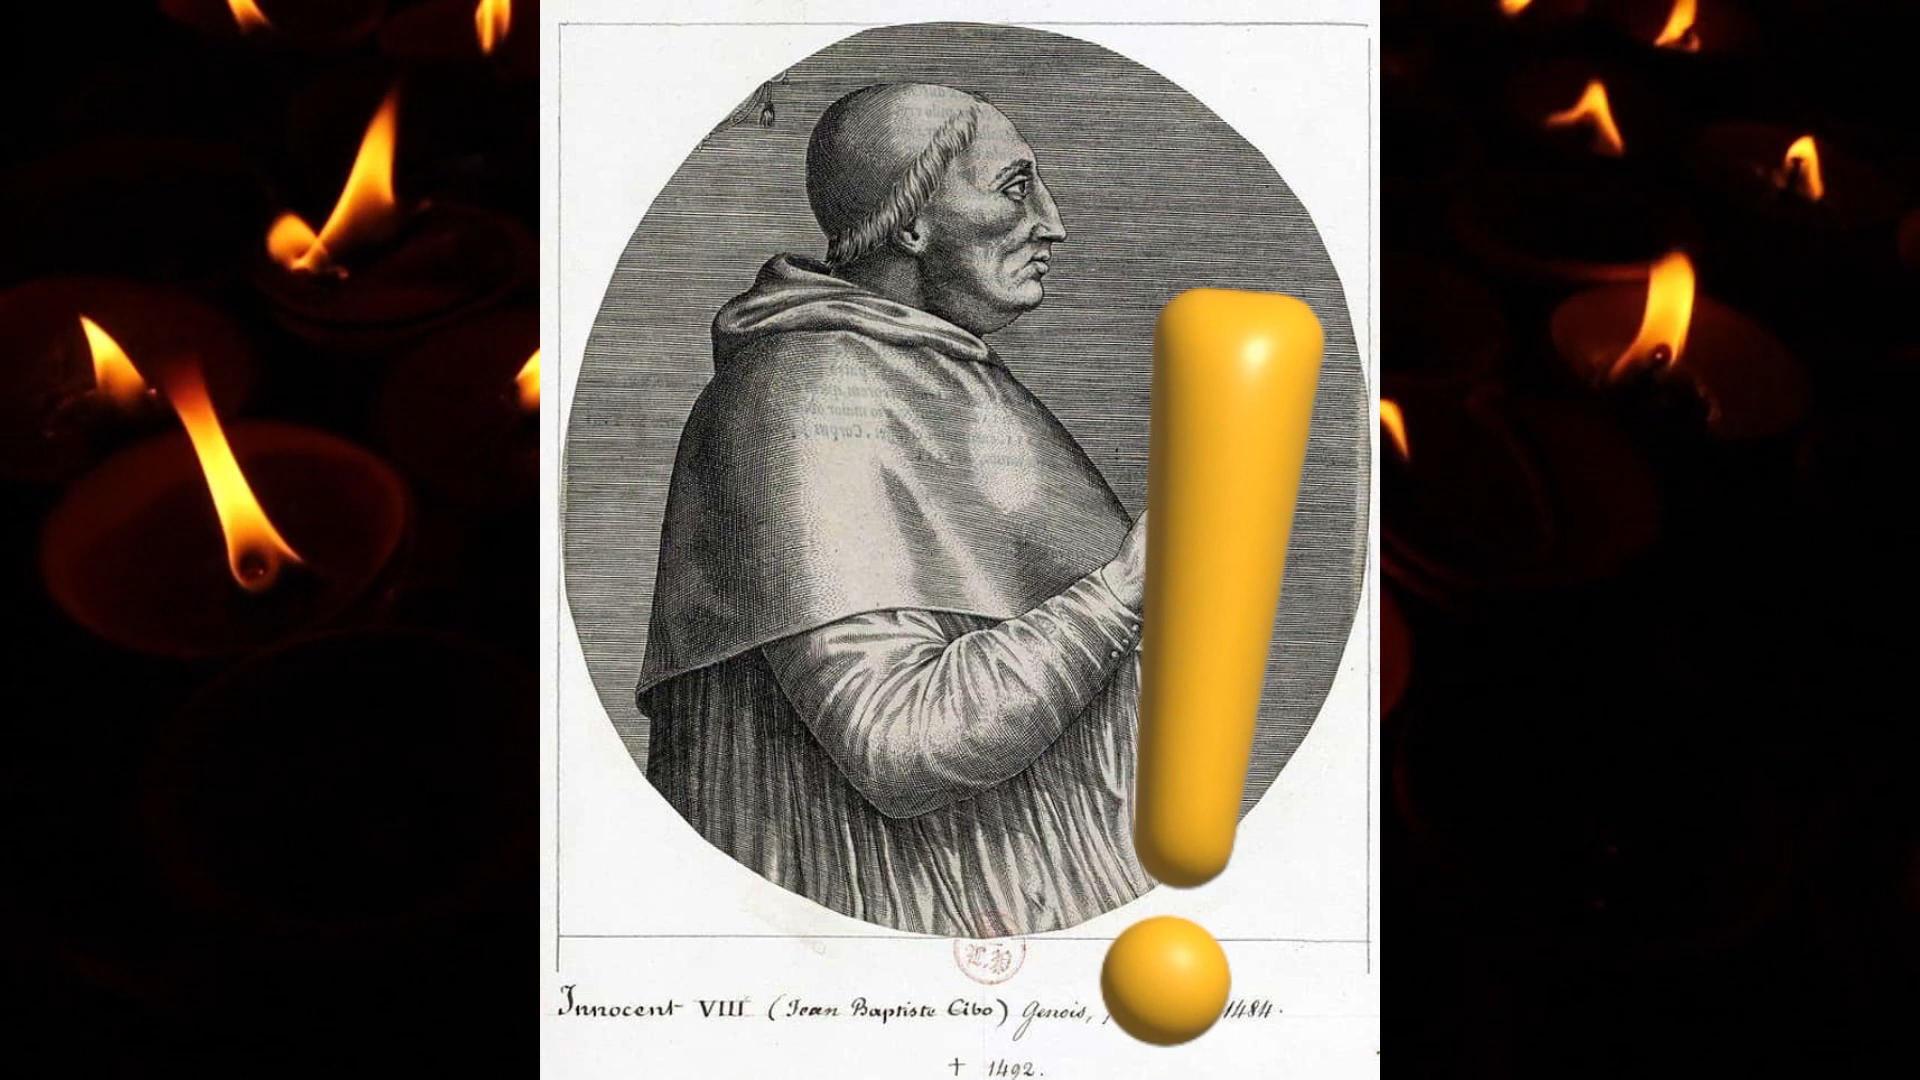 Innocent VIII (Jean Baptiste Cibo) Genois, 1484.
† 1492.